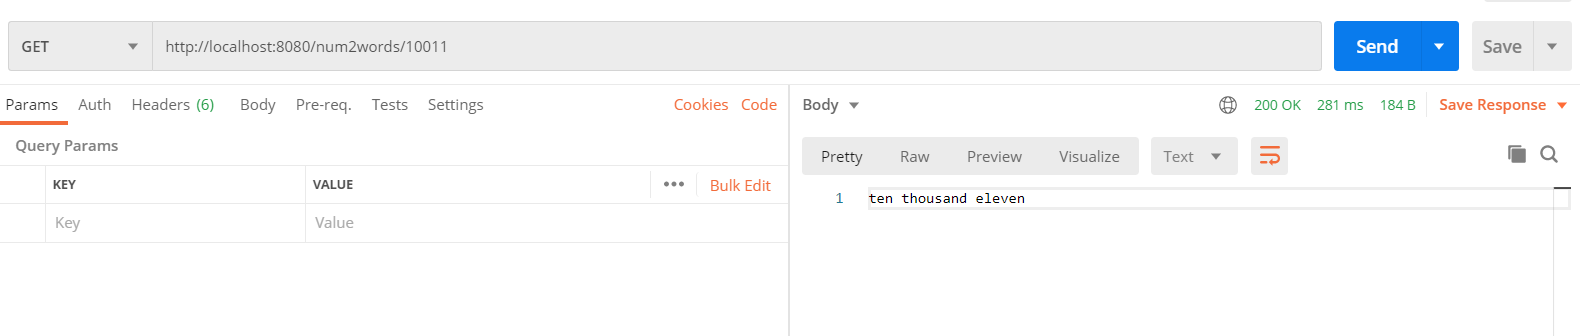 GET http://localhost:8080/num2words/10011 Send Save
Params Auth Headers (6) Body Pre-req. Tests Settings Cookies Code
Query Params
KEY VALUE ••• Bulk Edit
Key Value
Body 200 OK 281 ms 184 B Save Response
Pretty Raw Preview Visualize Text
1 ten thousand eleven